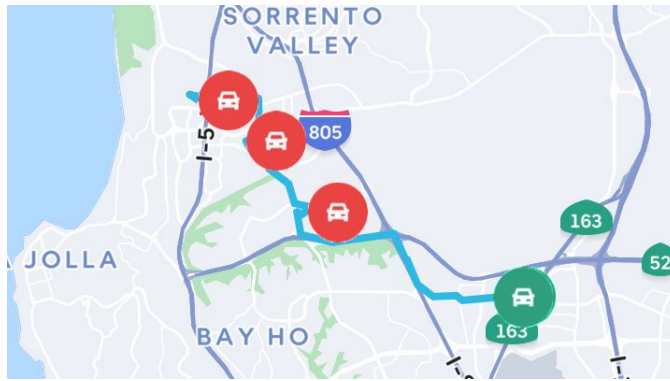 SORRENTO
VALLEY
I-5
805
163
A JOLLA
52
BAY HO
163
I-
I-